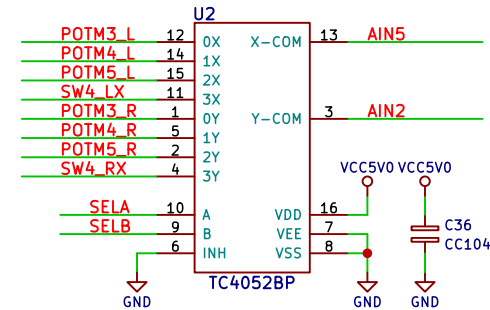 U2
POTM3_L 12 0X X-COM 13 AIN5
POTM4_L 14 1X
POTM5_L 15 2X
SW4_LX 11 3X
POTM3_R 1 0Y Y-COM 3 AIN2
POTM4_R 5 1Y
POTM5_R 2 2Y
SW4_RX 4 3Y
VCC5V0 VCC5V0
SELA 10 A VDD 16
SELB 9 B VEE 7
C36
CC104
6 INH VSS 8
TC4052BP
GND GND GND